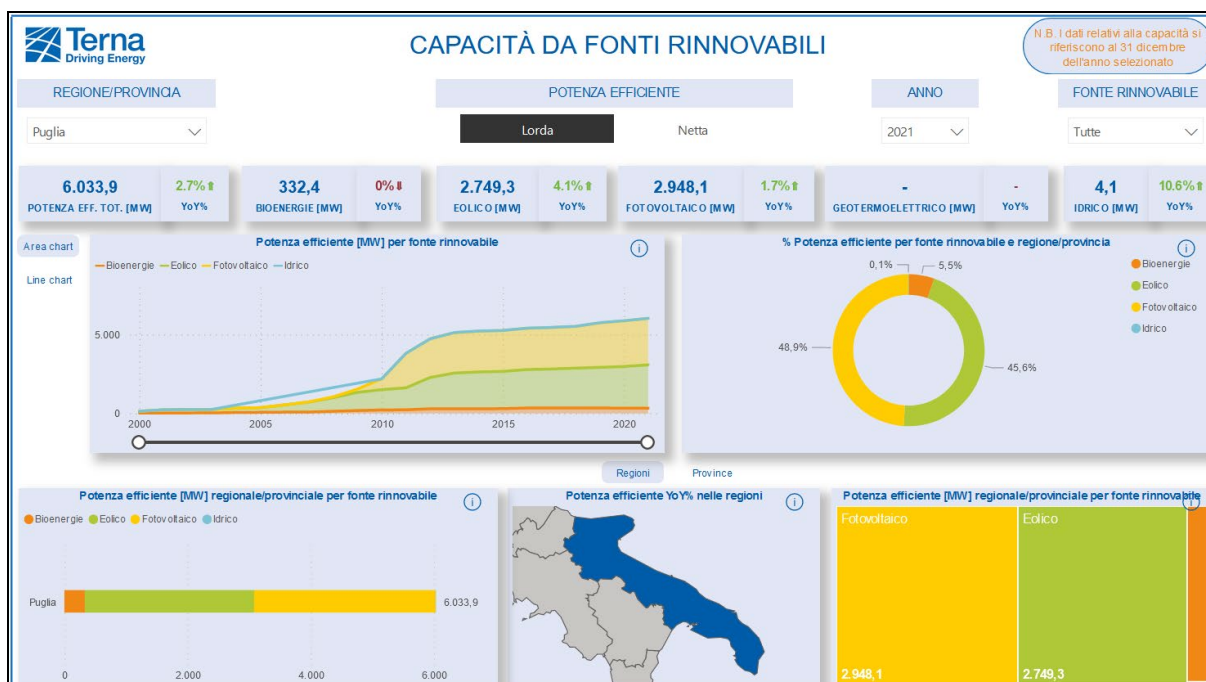 Terna
Driving Energy
CAPACITÀ DA FONTI RINNOVABILI
N.B. I dati relativi alla capacità si
riferiscono al 31 dicembre
dell'anno selezionato
REGIONE/PROVINCIA
POTENZA EFFICIENTE
ANNO
FONTE RINNOVABILE
Puglia
Lorda
Netta
2021
Tutte
6.033,9
POTENZA EFF. TOT. [MW]
2.7%
YoY%
332,4
BIOENERGIE [MW]
0%
YoY%
2.749,3
EOLICO [MW]
4.1%
YoY%
2.948,1
FOTOVOLTAICO [MW]
1.7%
YoY%
-
GEOTERMOELETTRICO [MW]
-
YoY%
4,1
IDRICO [MW]
10.6%
YoY%
Area chart
Line chart
Potenza efficiente [MW] per fonte rinnovabile
Bioenergie Eolico Fotovoltaico Idrico
5.000
0
2000 2005 2010 2015 2020
% Potenza efficiente per fonte rinnovabile e regione/provincia
0,1%
5,5%
48,9%
45,6%
Bioenergie
Eolico
Fotovoltaico
Idrico
Regioni
Province
Potenza efficiente [MW] regionale/provinciale per fonte rinnovabile
Bioenergie Eolico Fotovoltaico Idrico
Puglia
6.033,9
0 2.000 4.000 6.000
Potenza efficiente YoY% nelle regioni
Potenza efficiente [MW] regionale/provinciale per fonte rinnovabile
Fotovoltaico
2.948,1
Eolico
2.749,3